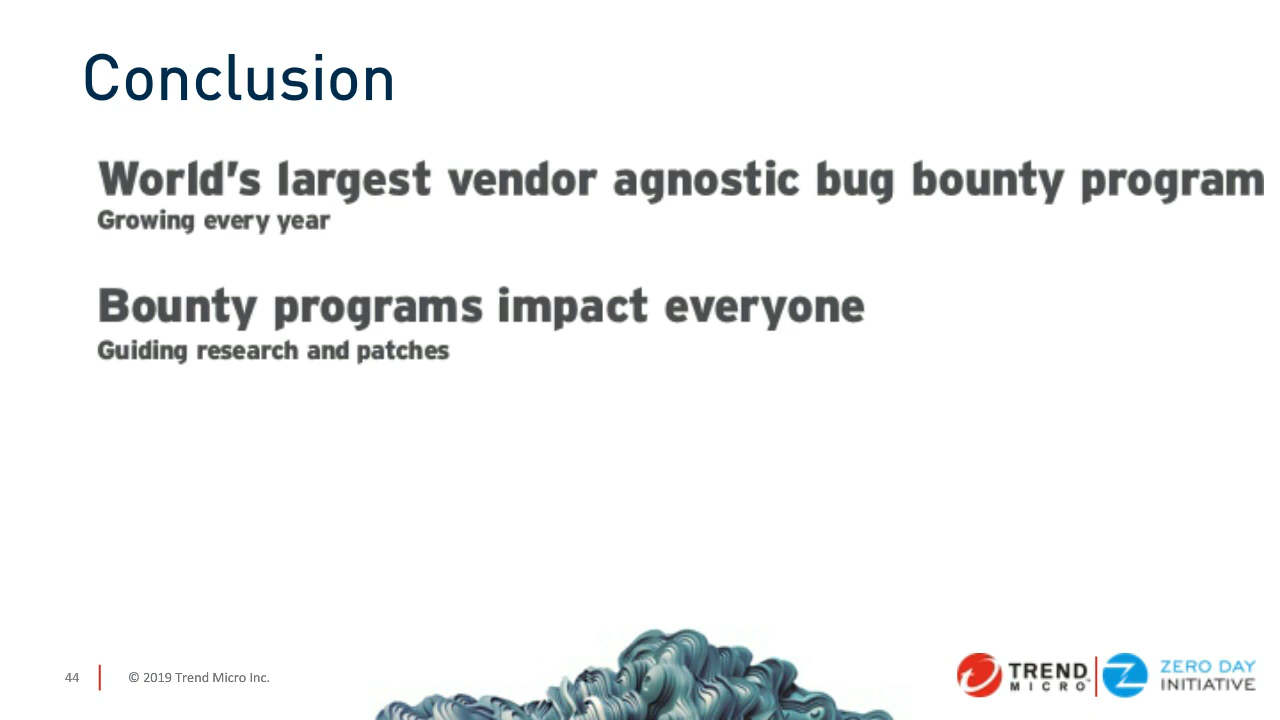 Conclusion
World's largest vendor agnostic bug bounty program
Growing every year
Bounty programs impact everyone
Guiding research and patches
44
© 2019 Trend Micro Inc.
TREND
MICRO™
ZERO DAY
INITIATIVE